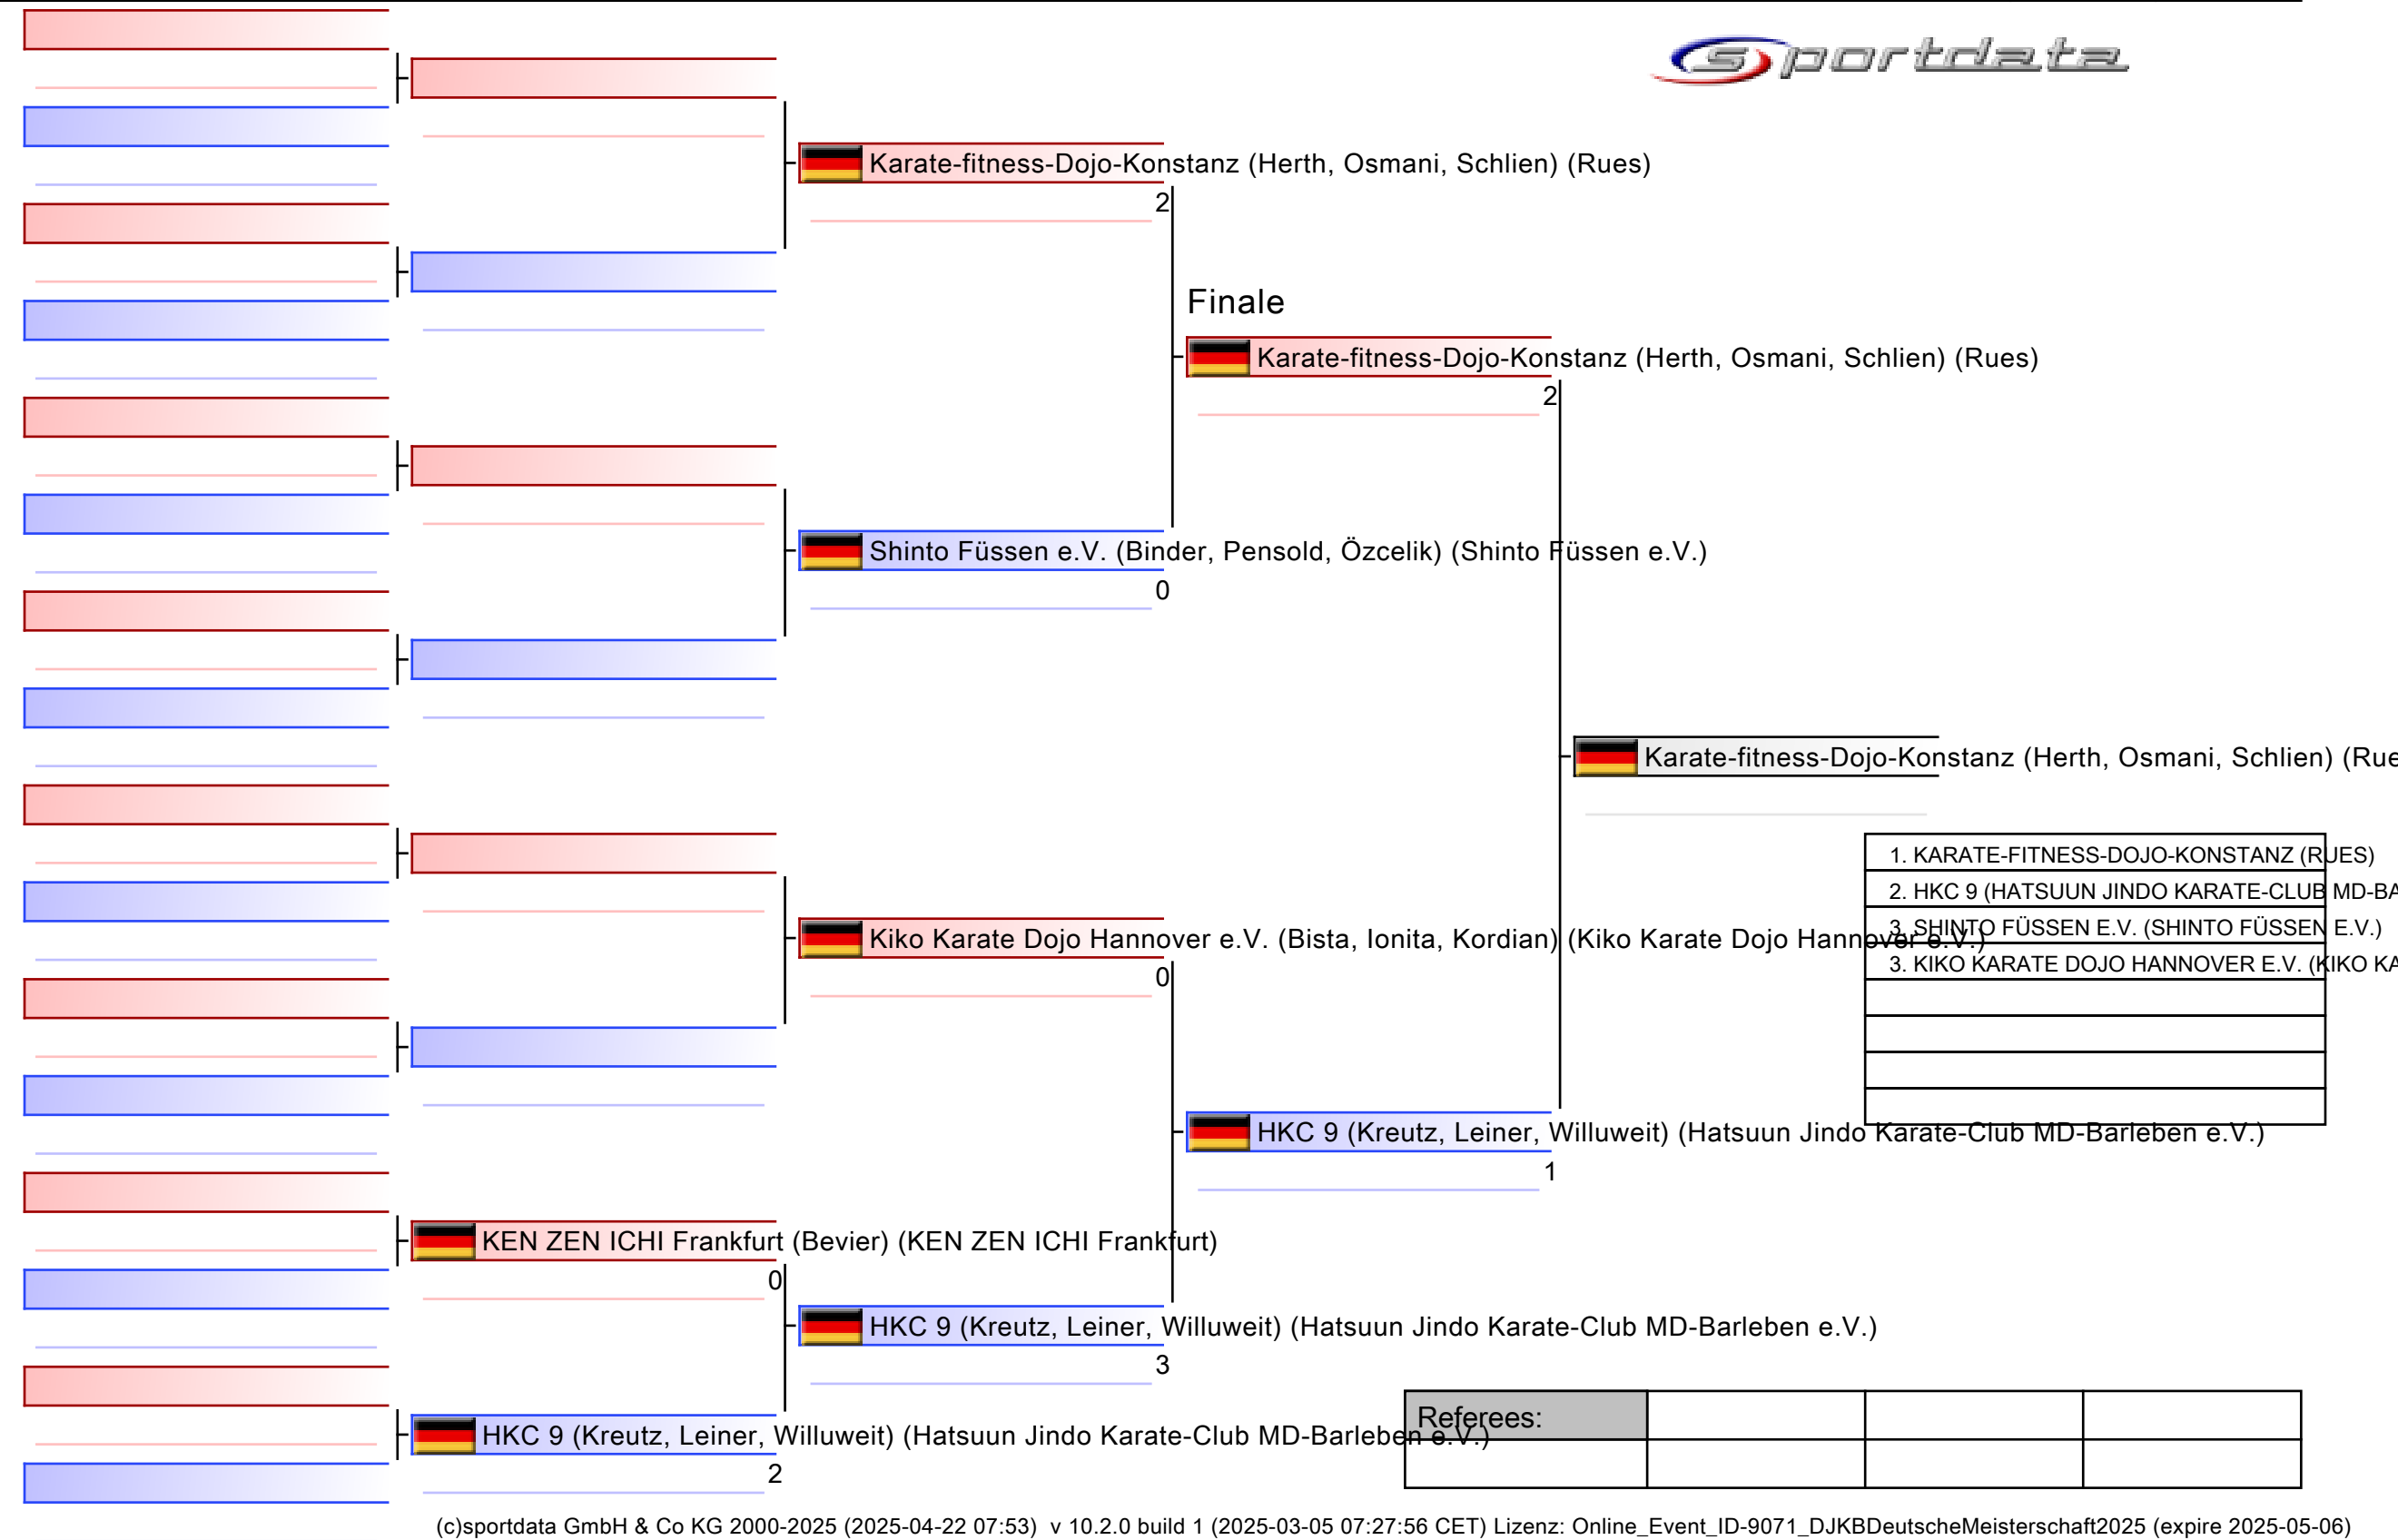 sportdata
Karate-fitness-Dojo-Konstanz (Herth, Osmani, Schlien) (Rues)
2
Finale
Karate-fitness-Dojo-Konstanz (Herth, Osmani, Schlien) (Rues)
2
Shinto Füssen e.V. (Binder, Pensold, Özcelik) (Shinto Füssen e.V.)
0
Karate-fitness-Dojo-Konstanz (Herth, Osmani, Schlien) (Rue
1. KARATE-FITNESS-DOJO-KONSTANZ (RUES)
2. HKC 9 (HATSUUN JINDO KARATE-CLUB MD-BA
3. SHINTO FÜSSEN E.V. (SHINTO FÜSSEN E.V.)
3. KIKO KARATE DOJO HANNOVER E.V. (KIKO KA
Kiko Karate Dojo Hannover e.V. (Bista, Ionita, Kordian) (Kiko Karate Dojo Hannover e.V.)
0
HKC 9 (Kreutz, Leiner, Willuweit) (Hatsuun Jindo Karate-Club MD-Barleben e.V.)
1
KEN ZEN ICHI Frankfurt (Bevier) (KEN ZEN ICHI Frankfurt)
0
HKC 9 (Kreutz, Leiner, Willuweit) (Hatsuun Jindo Karate-Club MD-Barleben e.V.)
3
HKC 9 (Kreutz, Leiner, Willuweit) (Hatsuun Jindo Karate-Club MD-Barleben e.V.)
2
Referees:
(c)sportdata GmbH & Co KG 2000-2025 (2025-04-22 07:53) v 10.2.0 build 1 (2025-03-05 07:27:56 CET) Lizenz: Online_Event_ID-9071_DJKBDeutscheMeisterschaft2025 (expire 2025-05-06)